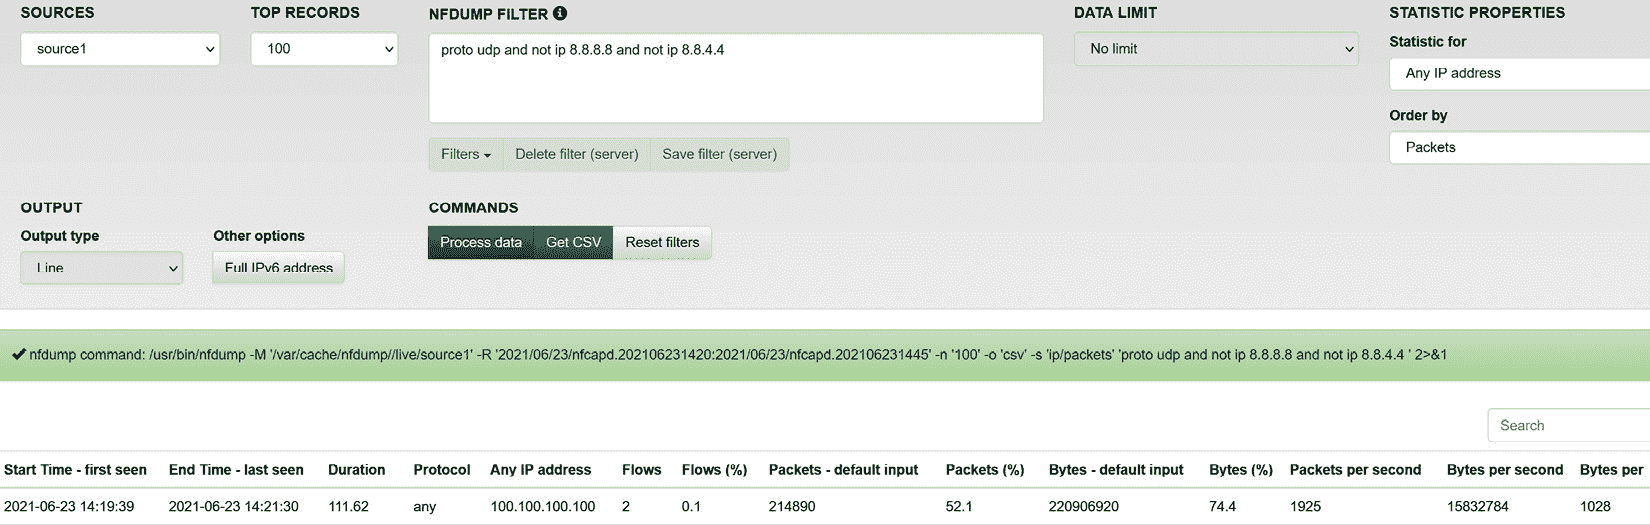 SOURCES TOP RECORDS NFDUMP FILTER DATA LIMIT STATISTIC PROPERTIES
source1 100 proto udp and not ip 8.8.8.8 and not ip 8.8.4.4 No limit Statistic for
Any IP address
Order by
Packets
Filters Delete filter (server) Save filter (server)
OUTPUT COMMANDS
Output type Other options
Process data Get CSV Reset filters
Line Full IPv6 address
nfdump command: /usr/bin/nfdump -M '/var/cache/nfdump//live/source1' -R '2021/06/23/nfcapd.202106231420:2021/06/23/nfcapd.202106231445' -n '100' -o 'csv' -s 'ip/packets' 'proto udp and not ip 8.8.8.8 and not ip 8.8.4.4 ' 2>&1
Search
Start Time - first seen End Time - last seen Duration Protocol Any IP address Flows Flows (%) Packets - default input Packets (%) Bytes - default input Bytes (%) Packets per second Bytes per second Bytes per
2021-06-23 14:19:39 2021-06-23 14:21:30 111.62 any 100.100.100.100 2 0.1 214890 52.1 220906920 74.4 1925 15832784 1028